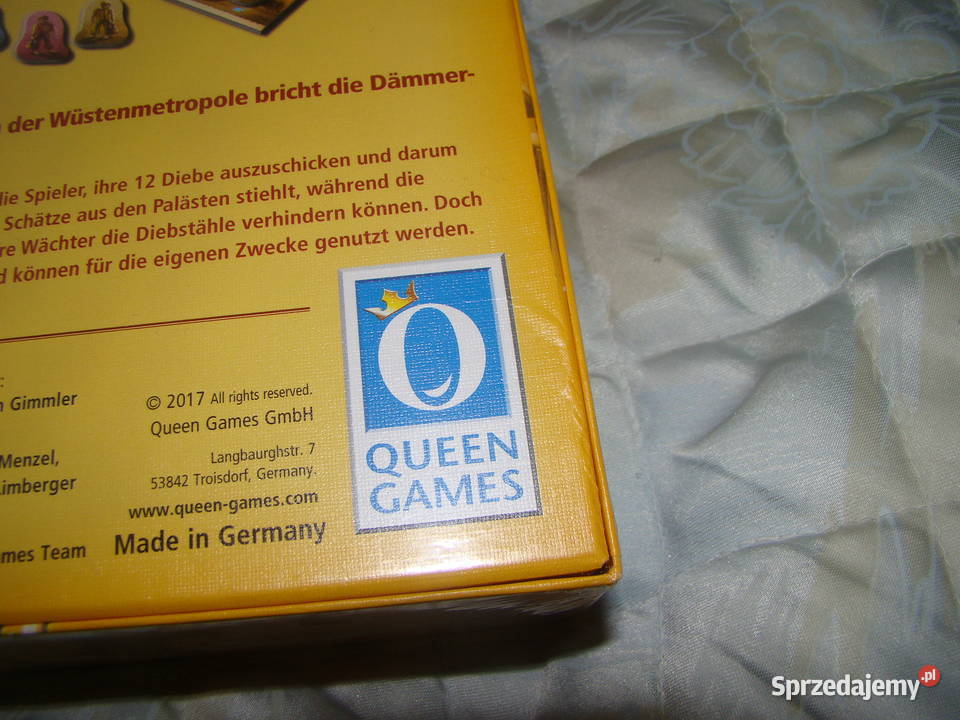 der Wüstenmetropole bricht die Dämmer-
die Spieler, ihre 12 Diebe auszuschicken und darum
Schätze aus den Palästen stiehlt, während die
Wächter die Diebstähle verhindern können. Doch
können für die eigenen Zwecke genutzt werden.
Gimmler
Menzel,
Limberger
Games Team
© 2017 All rights reserved.
Queen Games GmbH
Langbaurghstr. 7
53842 Troisdorf, Germany.
www.queen-games.com
Made in Germany
QUEEN
GAMES
Sprzedajemy.pl